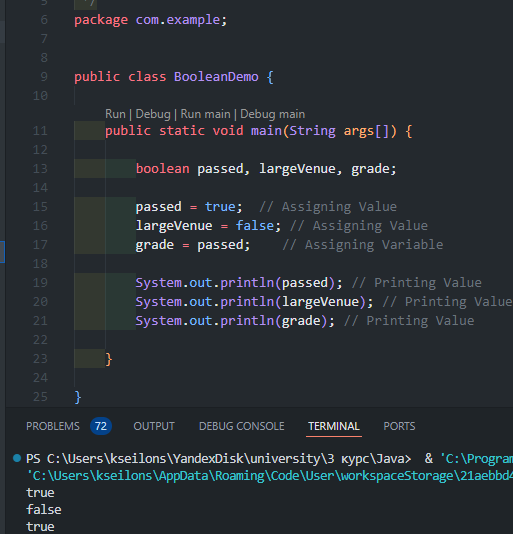 5 */
6 package com.example;
7
8
9 public class BooleanDemo {
10
Run | Debug | Run main | Debug main
11 public static void main(String args[]) {
12
13 boolean passed, largeVenue, grade;
14
15 passed = true; // Assigning Value
16 largeVenue = false; // Assigning Value
17 grade = passed; // Assigning Variable
18
19 System.out.println(passed); // Printing Value
20 System.out.println(largeVenue); // Printing Value
21 System.out.println(grade); // Printing Value
22
23 }
24
25 }
PROBLEMS 72 OUTPUT DEBUG CONSOLE TERMINAL PORTS
PS C:\Users\kseilons\YandexDisk\university\3 курс\Java> & 'C:\Program
'C:\Users\kseilons\AppData\Roaming\Code\User\workspaceStorage\21aebbd4
true
false
true